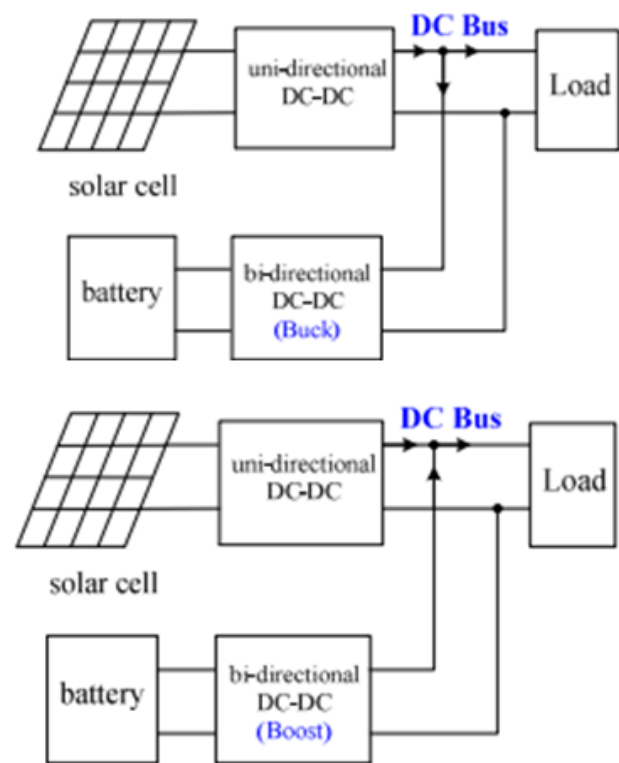 DC Bus
uni-directional
DC-DC
Load
solar cell
battery
bi-directional
DC-DC
(Buck)
DC Bus
uni-directional
DC-DC
Load
solar cell
battery
bi-directional
DC-DC
(Boost)